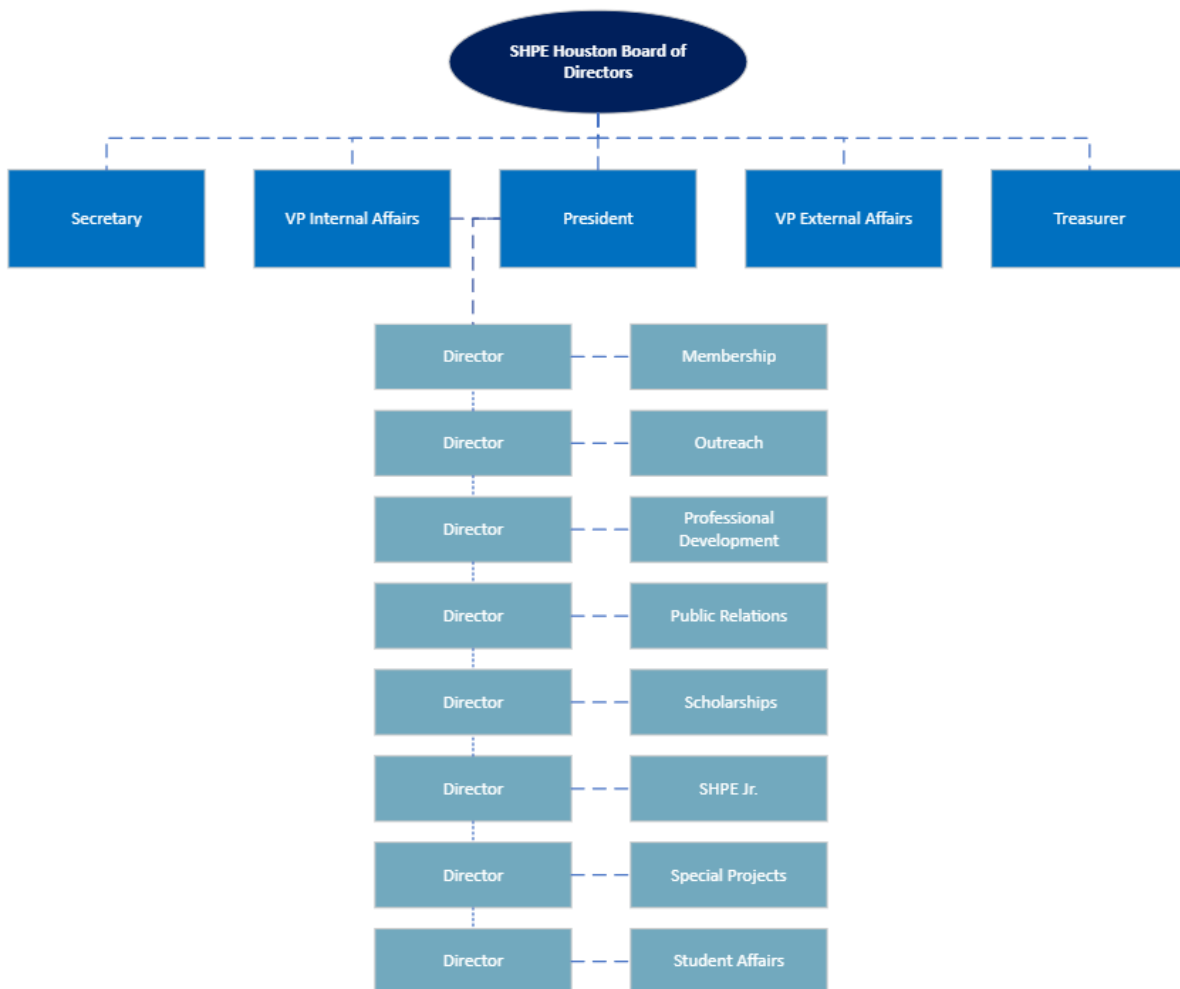 SHPE Houston Board of
Directors
Secretary
VP Internal Affairs
President
VP External Affairs
Treasurer
Director
Membership
Director
Outreach
Director
Professional
Development
Director
Public Relations
Director
Scholarships
Director
SHPE Jr.
Director
Special Projects
Director
Student Affairs